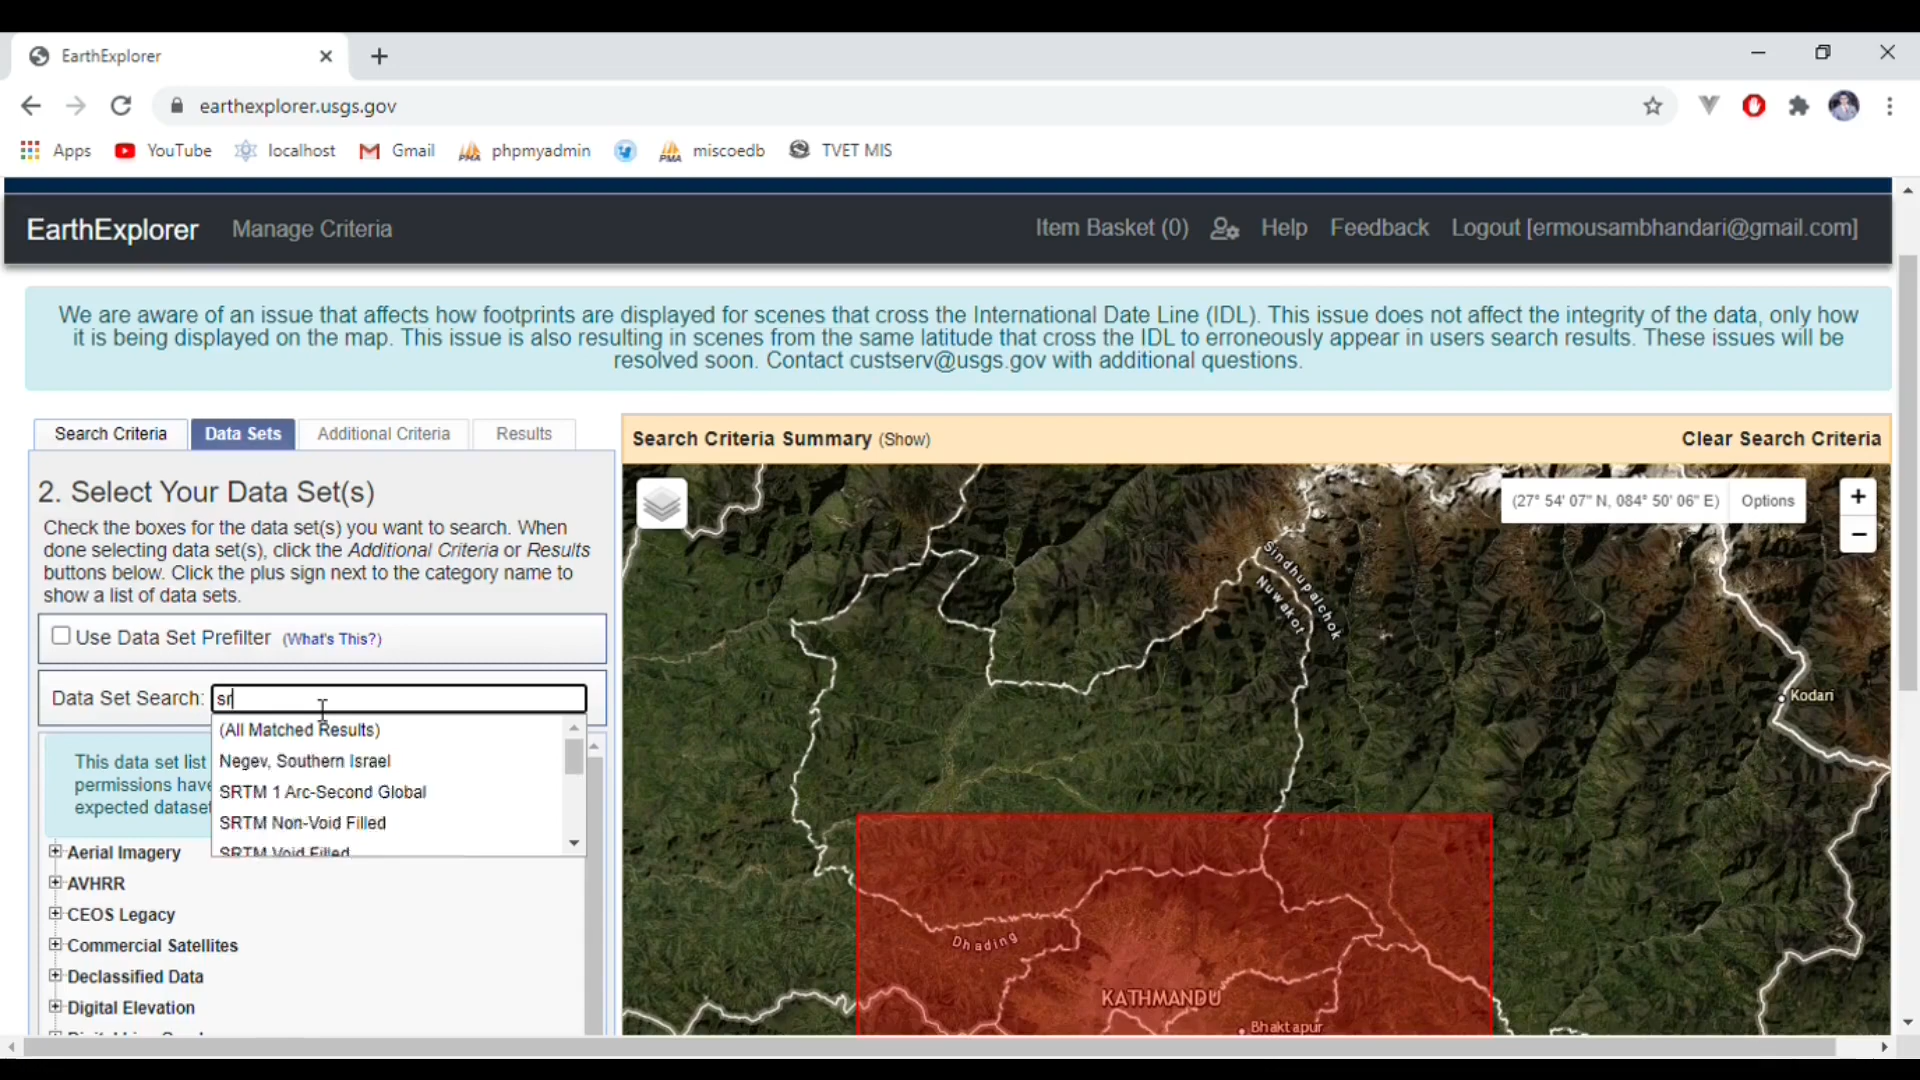 EarthExplorer
earthexplorer.usgs.gov
Apps YouTube localhost Gmail phpmyadmin miscoedb TVET MIS
EarthExplorer Manage Criteria Item Basket (0) Help Feedback Logout [ermousambhandari@gmail.com]
We are aware of an issue that affects how footprints are displayed for scenes that cross the International Date Line (IDL). This issue does not affect the integrity of the data, only how
it is being displayed on the map. This issue is also resulting in scenes from the same latitude that cross the IDL to erroneously appear in users search results. These issues will be
resolved soon. Contact custserv@usgs.gov with additional questions.
Search Criteria Data Sets Additional Criteria Results
Search Criteria Summary (Show) Clear Search Criteria
2. Select Your Data Set(s)
Check the boxes for the data set(s) you want to search. When
done selecting data set(s), click the Additional Criteria or Results
buttons below. Click the plus sign next to the category name to
show a list of data sets.
Use Data Set Prefilter (What's This?)
Data Set Search: sr
(All Matched Results)
Negev, Southern Israel
SRTM 1 Arc-Second Global
SRTM Non-Void Filled
SRTM Void Filled
This data set list
permissions have
expected dataset
Aerial Imagery
AVHRR
CEOS Legacy
Commercial Satellites
Declassified Data
Digital Elevation
(27° 54' 07" N, 084° 50' 06" E) Options
+
−
Sindhupalchok
Nuwakot
Kodari
Dhading
KATHMANDU
Bhaktapur